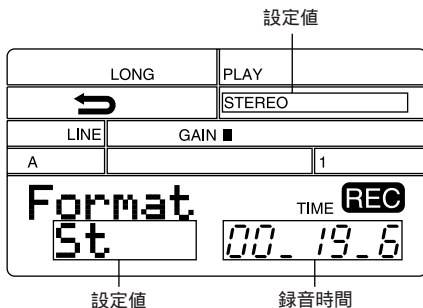 設定値
LONG PLAY
STEREO
LINE GAIN
A 1
Format
TIME REC
St 00_19_6
設定値 録音時間